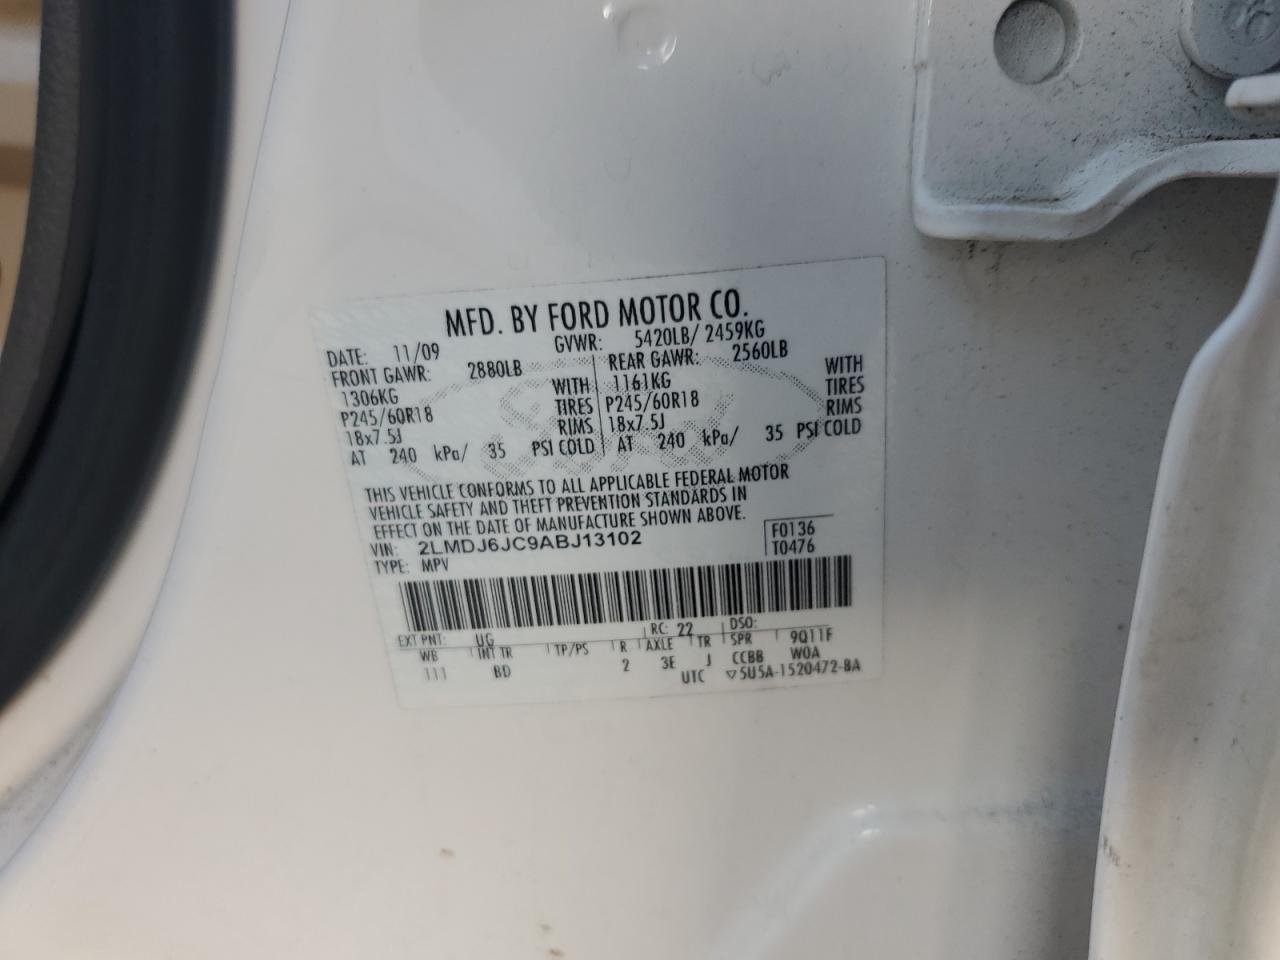 MFD. BY FORD MOTOR CO.
DATE: 11/09 GVWR: 5420LB/ 2459KG
FRONT GAWR: 2880LB REAR GAWR: 2560LB
1306KG WITH 1161KG WITH
P245/60R18 TIRES P245/60R18 TIRES
18x7.5J RIMS 18x7.5J RIMS
AT 240 kPa/ 35 PSI COLD AT 240 kPa/ 35 PSI COLD
THIS VEHICLE CONFORMS TO ALL APPLICABLE FEDERAL MOTOR
VEHICLE SAFETY AND THEFT PREVENTION STANDARDS IN
EFFECT ON THE DATE OF MANUFACTURE SHOWN ABOVE.
VIN: 2LMDJ6JC9ABJ13102 F0136
TYPE: MPV T0476
EXT PNT: UG RC: 22 DSO:
WB INT TR TP/PS R AXLE TR SPR 9Q11F
111 BD 2 3E J CCBB W0A
UTC ▽5U5A-1520472-BA